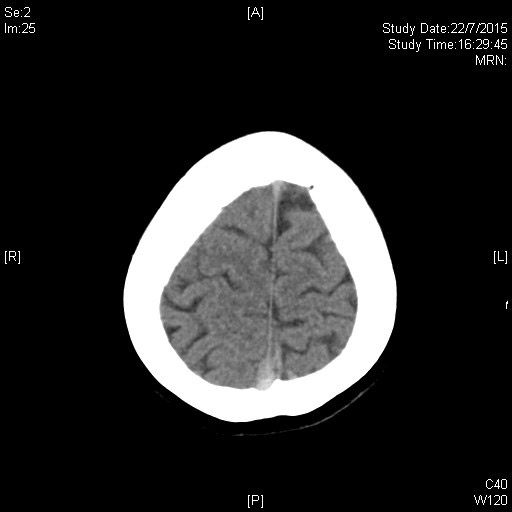 Se:2
Im:25
[A]
Study Date:22/7/2015
Study Time:16:29:45
MRN:
[R]
[L]
f
[P]
C40
W120